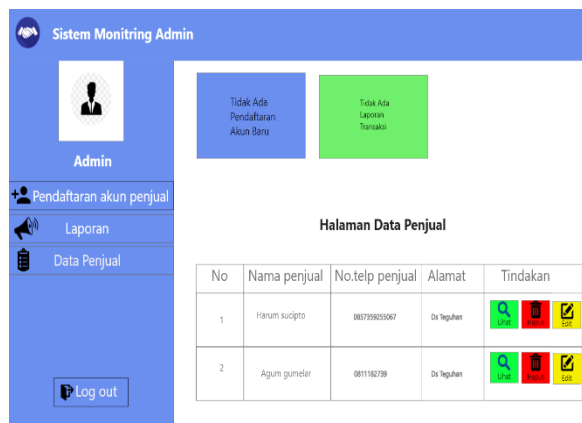 Sistem Monitring Admin
Admin
Pendaftaran akun penjual
Laporan
Data Penjual
Log out
Tidak Ada
Pendaftaran
Akun Baru
Tidak Ada
Laporan
Transaksi
Halaman Data Penjual
No Nama penjual No.telp penjual Alamat Tindakan
1 Harum sucipto 0857359255067 Ds Teguhan Lihat Hapus Edit
2 Agum gumelar 0811182739 Ds Teguhan Lihat Hapus Edit